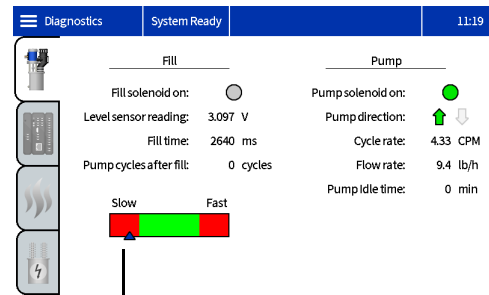 Diagnostics System Ready 11:19
Fill Pump
Fill solenoid on: Pump solenoid on:
Level sensor reading: 3.097 V Pump direction:
Fill time: 2640 ms Cycle rate: 4.33 CPM
Pump cycles after fill: 0 cycles Flow rate: 9.4 lb/h
Pump Idle time: 0 min
Slow Fast